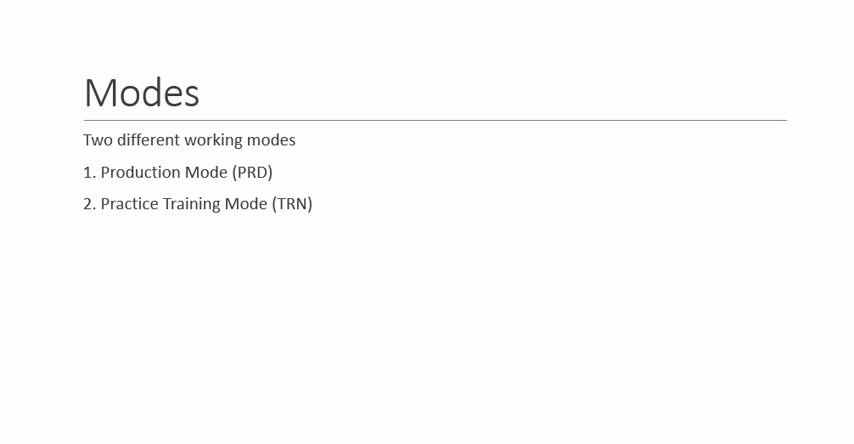 Modes
Two different working modes
1. Production Mode (PRD)
2. Practice Training Mode (TRN)